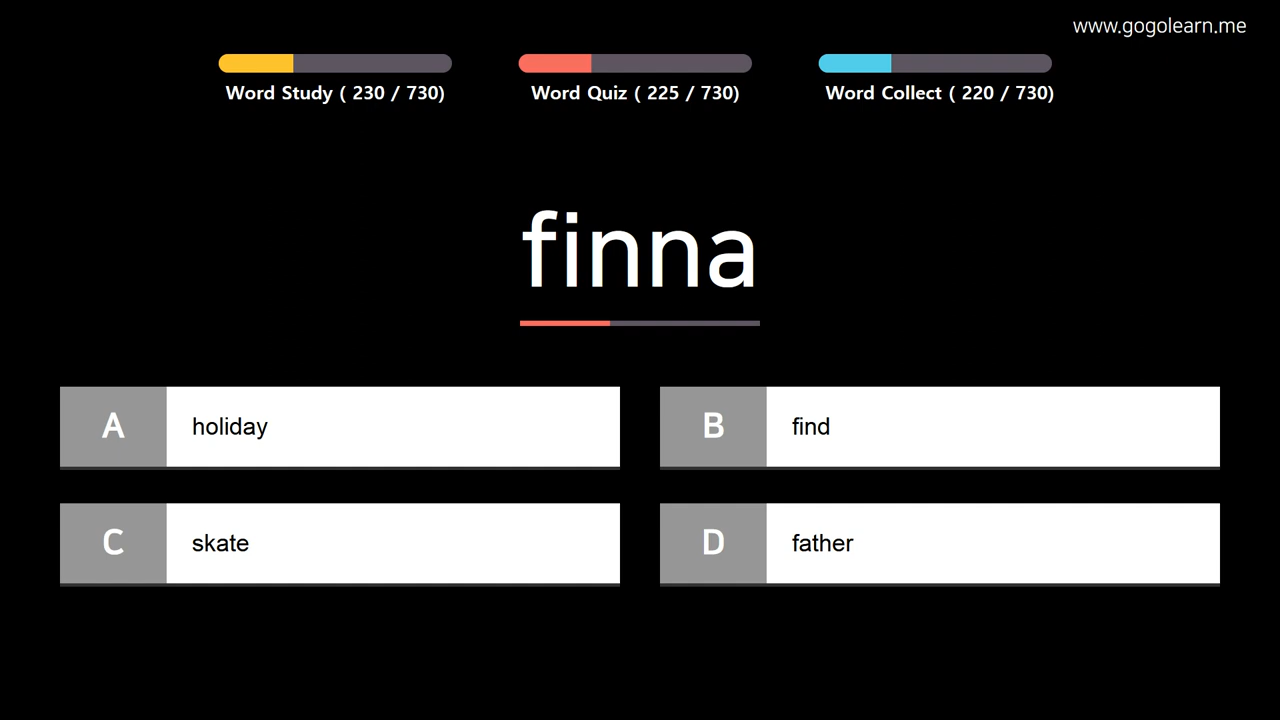 www.gogolearn.me
Word Study ( 230 / 730)
Word Quiz ( 225 / 730)
Word Collect ( 220 / 730)
finna
A
holiday
B
find
C
skate
D
father